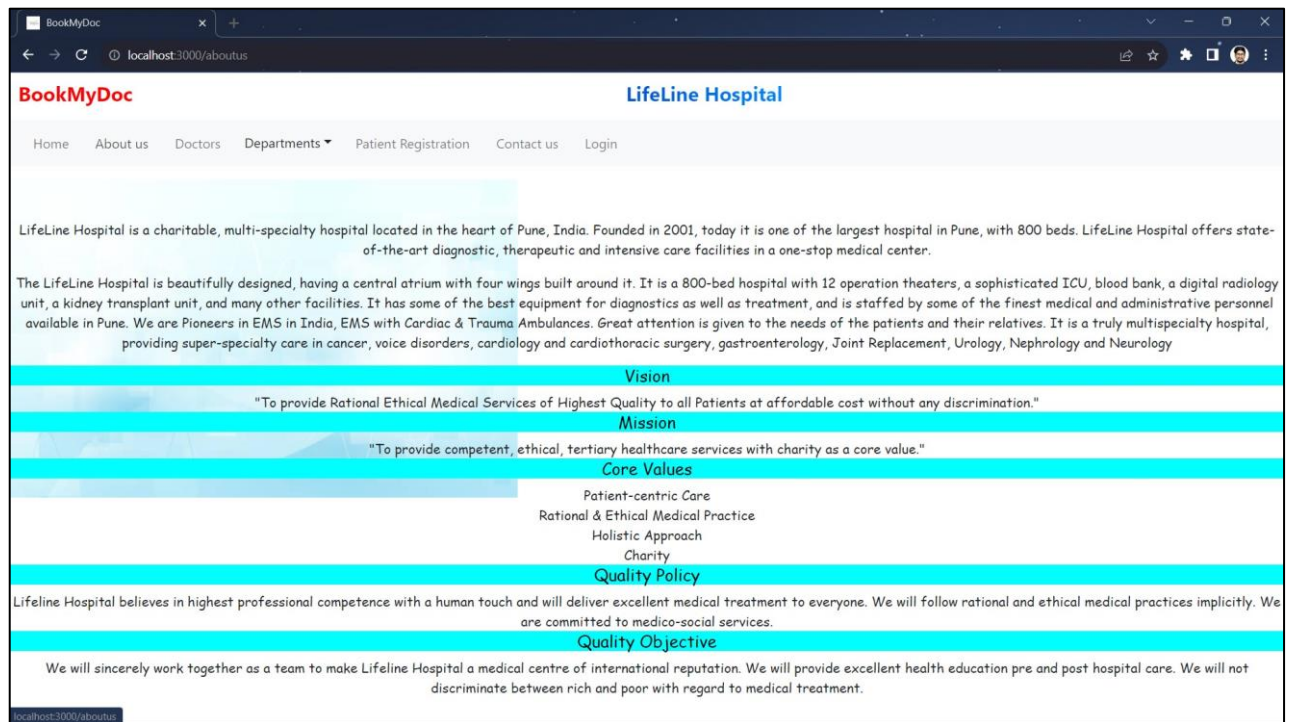 BookMyDoc
localhost:3000/aboutus
BookMyDoc
LifeLine Hospital
Home About us Doctors Departments Patient Registration Contact us Login
LifeLine Hospital is a charitable, multi-specialty hospital located in the heart of Pune, India. Founded in 2001, today it is one of the largest hospital in Pune, with 800 beds. LifeLine Hospital offers state-
of-the-art diagnostic, therapeutic and intensive care facilities in a one-stop medical center.
The LifeLine Hospital is beautifully designed, having a central atrium with four wings built around it. It is a 800-bed hospital with 12 operation theaters, a sophisticated ICU, blood bank, a digital radiology
unit, a kidney transplant unit, and many other facilities. It has some of the best equipment for diagnostics as well as treatment, and is staffed by some of the finest medical and administrative personnel
available in Pune. We are Pioneers in EMS in India, EMS with Cardiac & Trauma Ambulances. Great attention is given to the needs of the patients and their relatives. It is a truly multispecialty hospital,
providing super-specialty care in cancer, voice disorders, cardiology and cardiothoracic surgery, gastroenterology, Joint Replacement, Urology, Nephrology and Neurology
Vision
"To provide Rational Ethical Medical Services of Highest Quality to all Patients at affordable cost without any discrimination."
Mission
"To provide competent, ethical, tertiary healthcare services with charity as a core value."
Core Values
Patient-centric Care
Rational & Ethical Medical Practice
Holistic Approach
Charity
Quality Policy
Lifeline Hospital believes in highest professional competence with a human touch and will deliver excellent medical treatment to everyone. We will follow rational and ethical medical practices implicitly. We
are committed to medico-social services.
Quality Objective
We will sincerely work together as a team to make Lifeline Hospital a medical centre of international reputation. We will provide excellent health education pre and post hospital care. We will not
discriminate between rich and poor with regard to medical treatment.
localhost:3000/aboutus